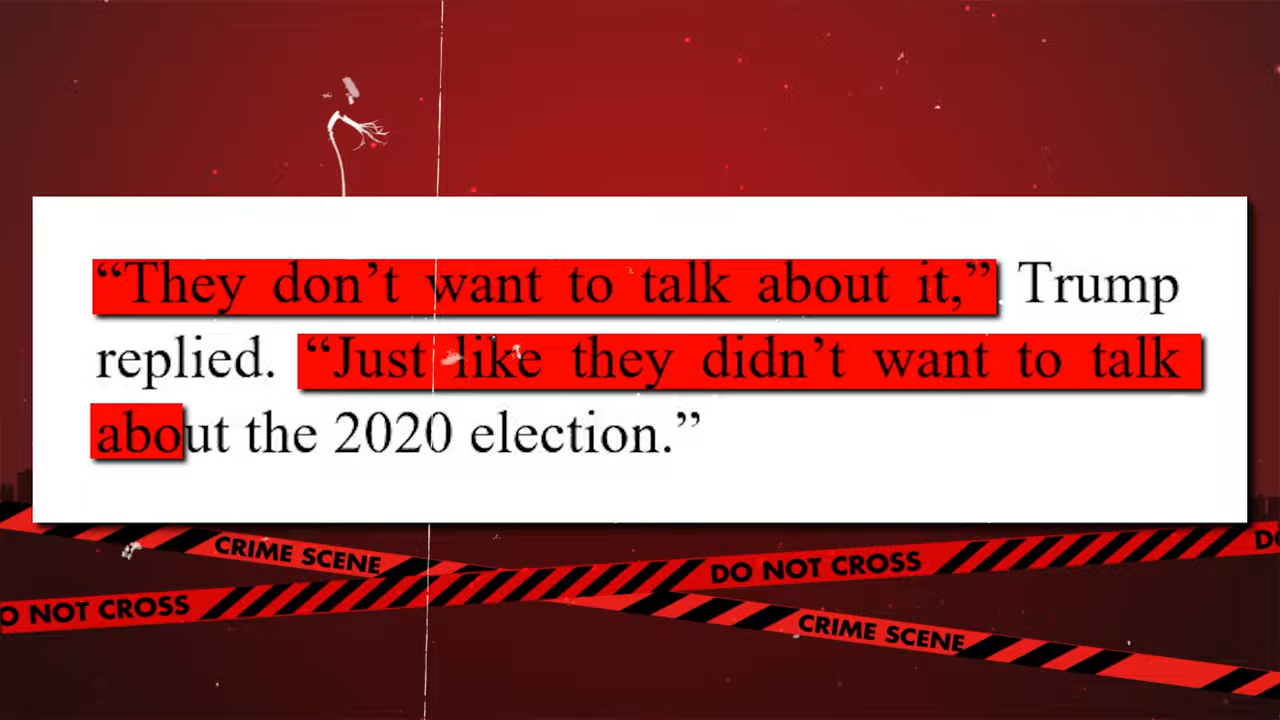 “They don’t want to talk about it,” Trump
replied. “Just like they didn’t want to talk
about the 2020 election.”
CRIME SCENE
DO NOT CROSS
O NOT CROSS
CRIME SCENE